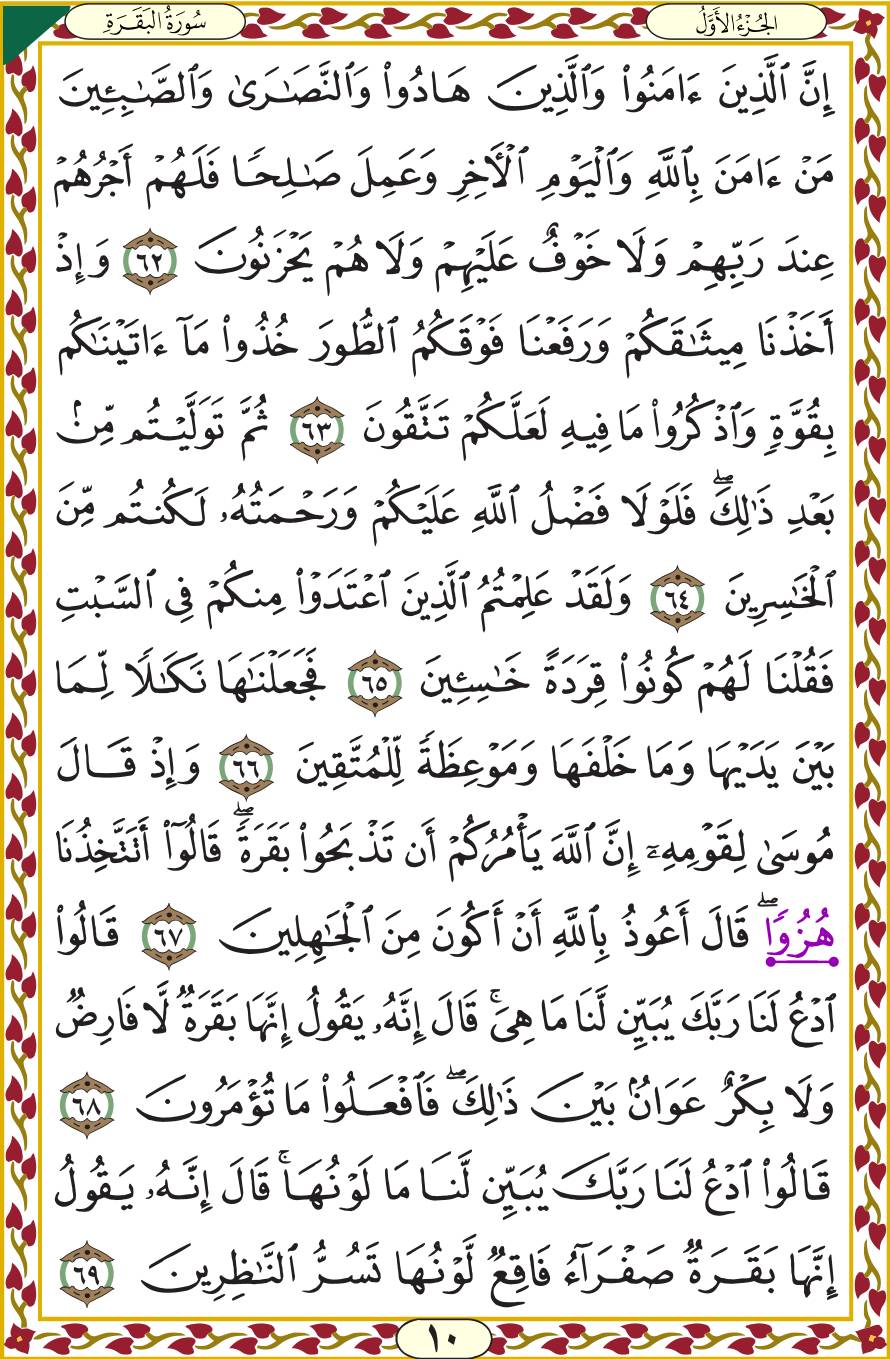 الجُزْءُ الأَوَّلُ
سُورَةُ البَقَرَةِ
إِنَّ ٱلَّذِينَ ءَامَنُوا۟ وَٱلَّذِينَ هَادُوا۟ وَٱلنَّصَـٰرَىٰ وَٱلصَّـٰبِـِٔينَ
مَنْ ءَامَنَ بِٱللَّهِ وَٱلْيَوْمِ ٱلْـَٔاخِرِ وَعَمِلَ صَـٰلِحًا فَلَهُمْ أَجْرُهُمْ
عِندَ رَبِّهِمْ وَلَا خَوْفٌ عَلَيْهِمْ وَلَا هُمْ يَحْزَنُونَ ٦٢ وَإِذْ
أَخَذْنَا مِيثَـٰقَكُمْ وَرَفَعْنَا فَوْقَكُمُ ٱلطُّورَ خُذُوا۟ مَآ ءَاتَيْنَـٰكُم
بِقُوَّةٍ وَٱذْكُرُوا۟ مَا فِيهِ لَعَلَّكُمْ تَتَّقُونَ ٦٣ ثُمَّ تَوَلَّيْتُم مِّنۢ
بَعْدِ ذَٰلِكَ ۖ فَلَوْلَا فَضْلُ ٱللَّهِ عَلَيْكُمْ وَرَحْمَتُهُۥ لَكُنتُم مِّنَ
ٱلْخَـٰسِرِينَ ٦٤ وَلَقَدْ عَلِمْتُمُ ٱلَّذِينَ ٱعْتَدَوْا۟ مِنكُمْ فِى ٱلسَّبْتِ
فَقُلْنَا لَهُمْ كُونُوا۟ قِرَدَةً خَـٰسِـِٔينَ ٦٥ فَجَعَلْنَـٰهَا نَكَـٰلًا لِّمَا
بَيْنَ يَدَيْهَا وَمَا خَلْفَهَا وَمَوْعِظَةً لِّلْمُتَّقِينَ ٦٦ وَإِذْ قَالَ
مُوسَىٰ لِقَوْمِهِۦٓ إِنَّ ٱللَّهَ يَأْمُرُكُمْ أَن تَذْبَحُوا۟ بَقَرَةً ۖ قَالُوٓا۟ أَتَتَّخِذُنَا
هُزُوًا ۖ قَالَ أَعُوذُ بِٱللَّهِ أَنْ أَكُونَ مِنَ ٱلْجَـٰهِلِينَ ٦٧ قَالُوا۟
ٱدْعُ لَنَا رَبَّكَ يُبَيِّن لَّنَا مَا هِىَ ۚ قَالَ إِنَّهُۥ يَقُولُ إِنَّهَا بَقَرَةٌ لَّا فَارِضٌ
وَلَا بِكْرٌ عَوَانٌۢ بَيْنَ ذَٰلِكَ ۖ فَٱفْعَلُوا۟ مَا تُؤْمَرُونَ ٦٨
قَالُوا۟ ٱدْعُ لَنَا رَبَّكَ يُبَيِّن لَّنَا مَا لَوْنُهَا ۚ قَالَ إِنَّهُۥ يَقُولُ
إِنَّهَا بَقَرَةٌ صَفْرَآءُ فَاقِعٌ لَّوْنُهَا تَسُرُّ ٱلنَّـٰظِرِينَ ٦٩
١٠